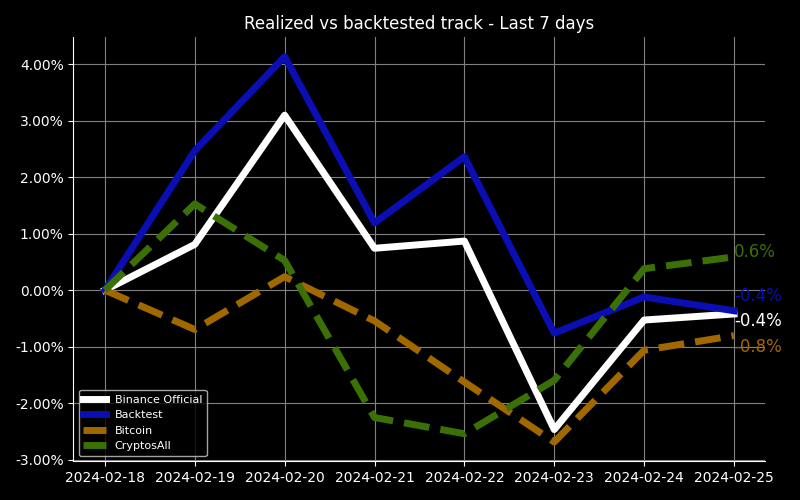 Realized vs backtested track - Last 7 days
4.00%
3.00%
2.00%
1.00%
0.00%
-1.00%
-2.00%
-3.00%
0.6%
-0.4%
-0.4%
-0.8%
Binance Official
Backtest
Bitcoin
CryptosAll
2024-02-18 2024-02-19 2024-02-20 2024-02-21 2024-02-22 2024-02-23 2024-02-24 2024-02-25